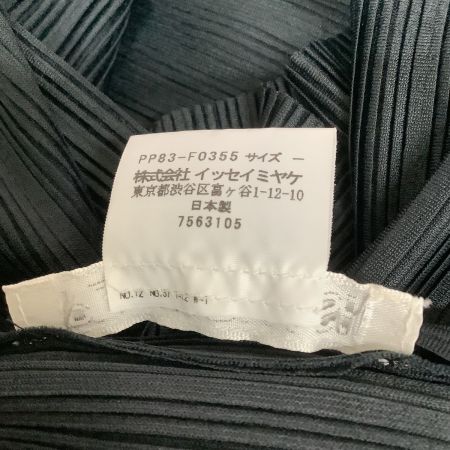 PP83-F0355 サイズ ー
株式会社 イッセイミヤケ
東京都渋谷区富ヶ谷1-12-10
日本製
7563105